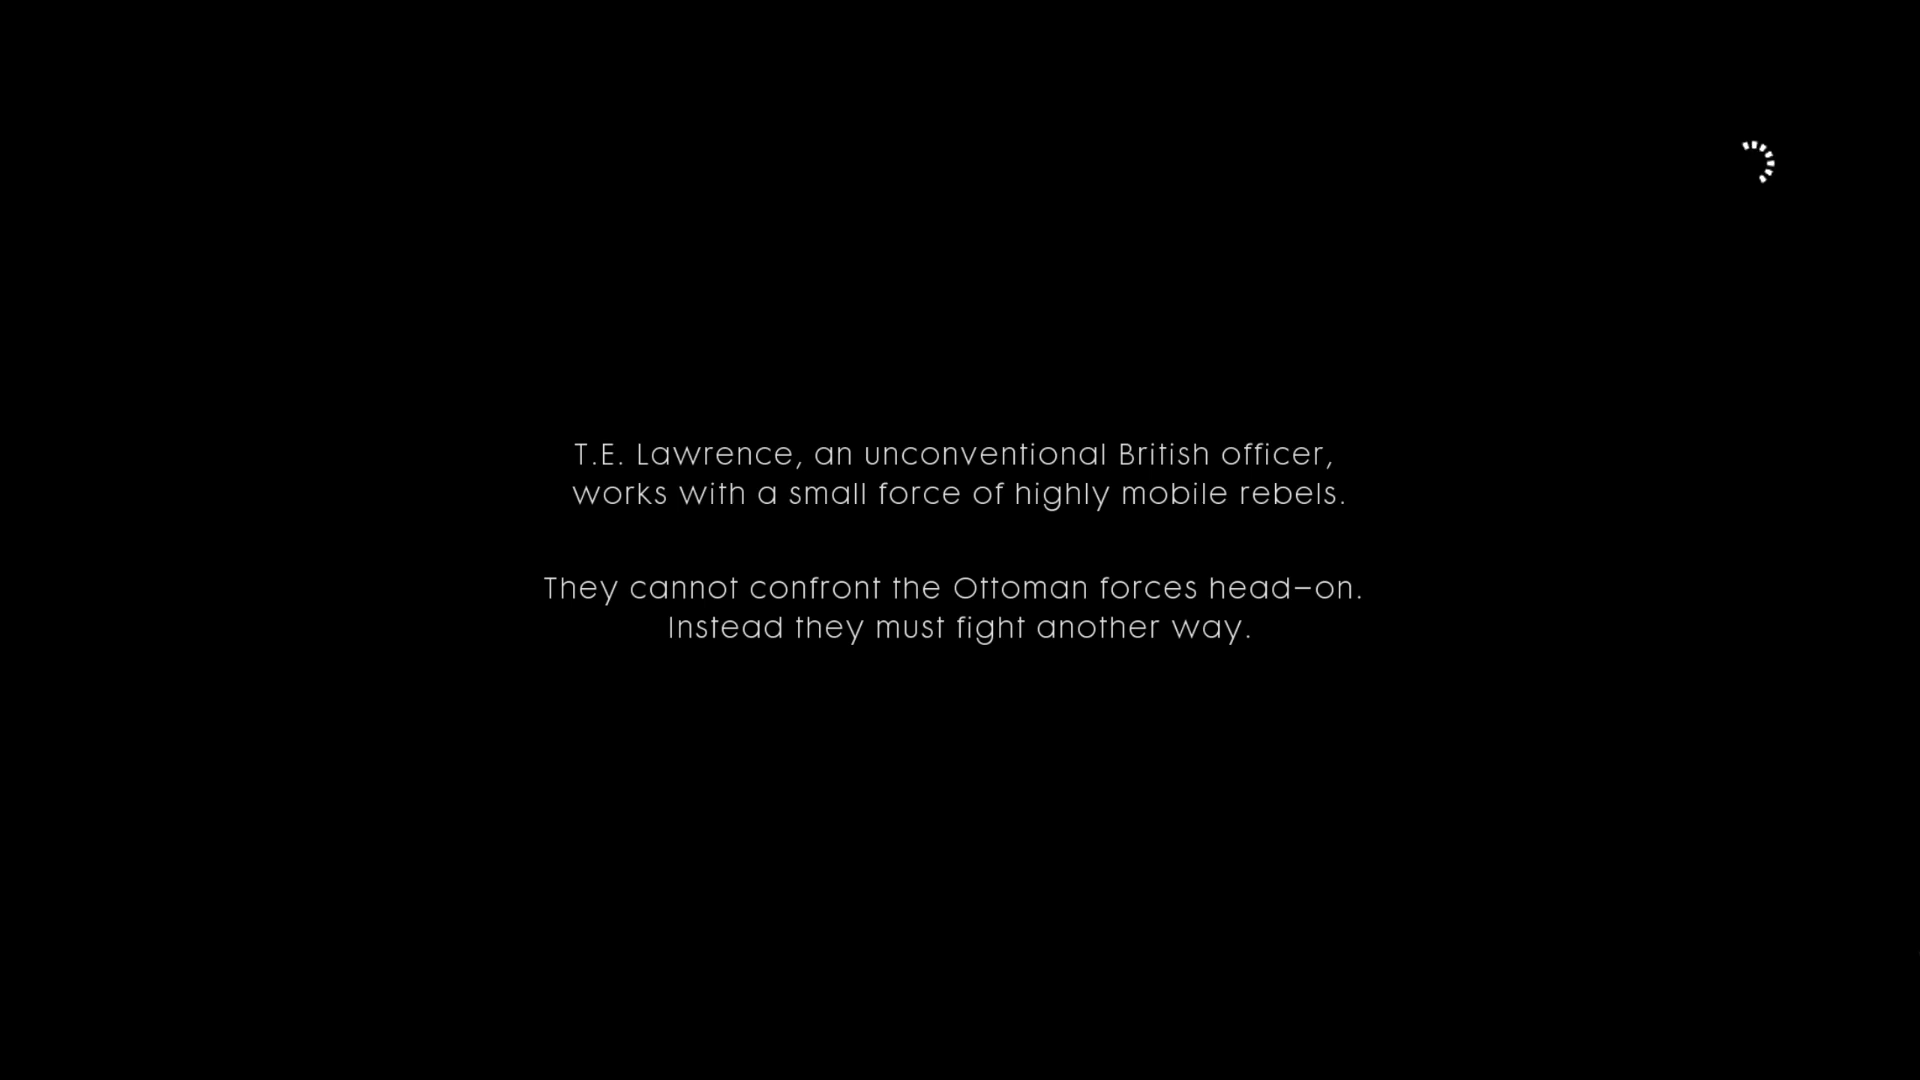 T.E. Lawrence, an unconventional British officer,
works with a small force of highly mobile rebels.
They cannot confront the Ottoman forces head-on.
Instead they must fight another way.